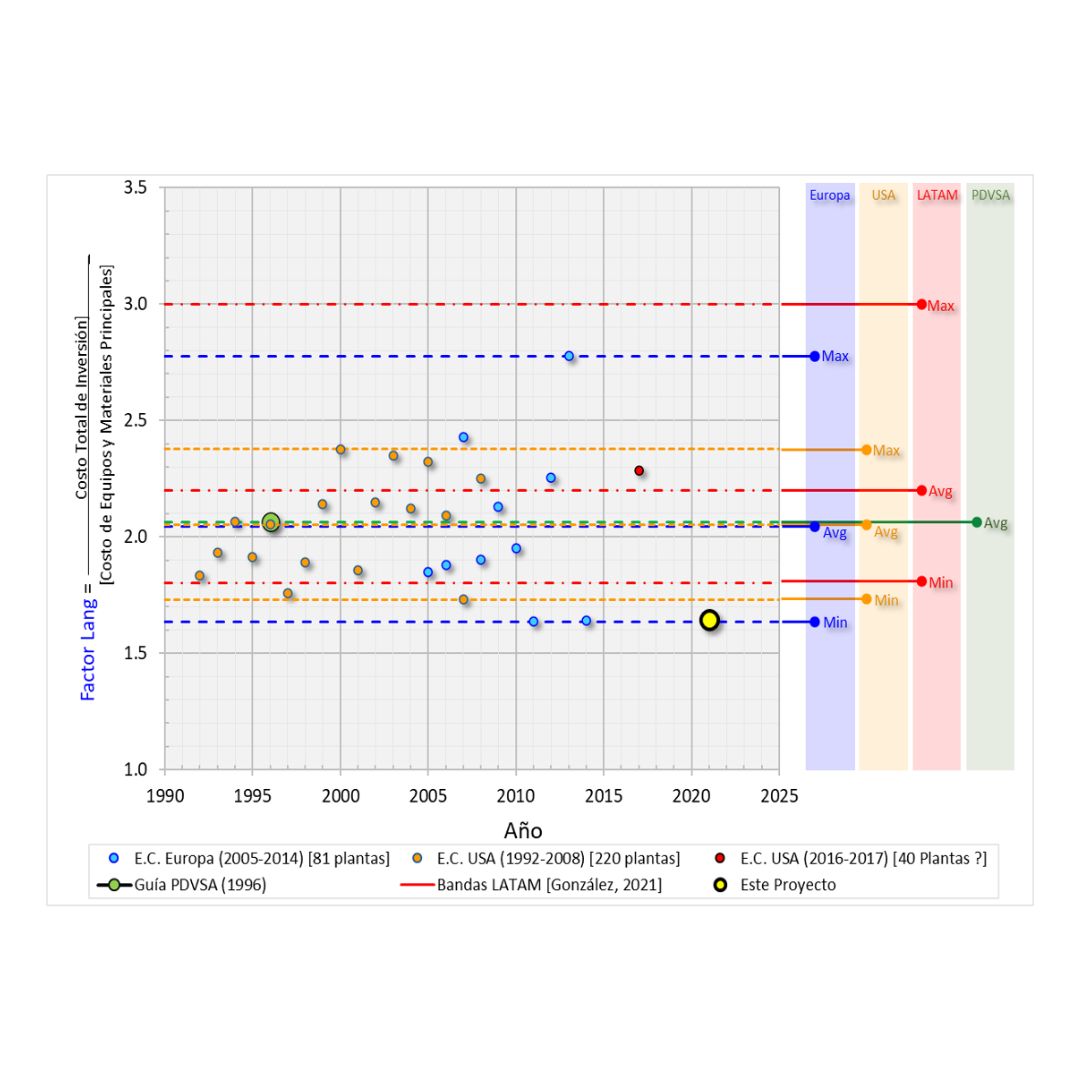 Europa USA LATAM PDVSA
3.5
3.0
2.5
2.0
1.5
1.0
Factor Lang =
Costo Total de Inversión]
[Costo de Equipos y Materiales Principales]
Max
Max
Max
Avg
Avg
Avg
Avg
Min
Min
Min
1990 1995 2000 2005 2010 2015 2020 2025
Año
E.C. Europa (2005-2014) [81 plantas] E.C. USA (1992-2008) [220 plantas] E.C. USA (2016-2017) [40 Plantas ?]
Guía PDVSA (1996) Bandas LATAM [González, 2021] Este Proyecto